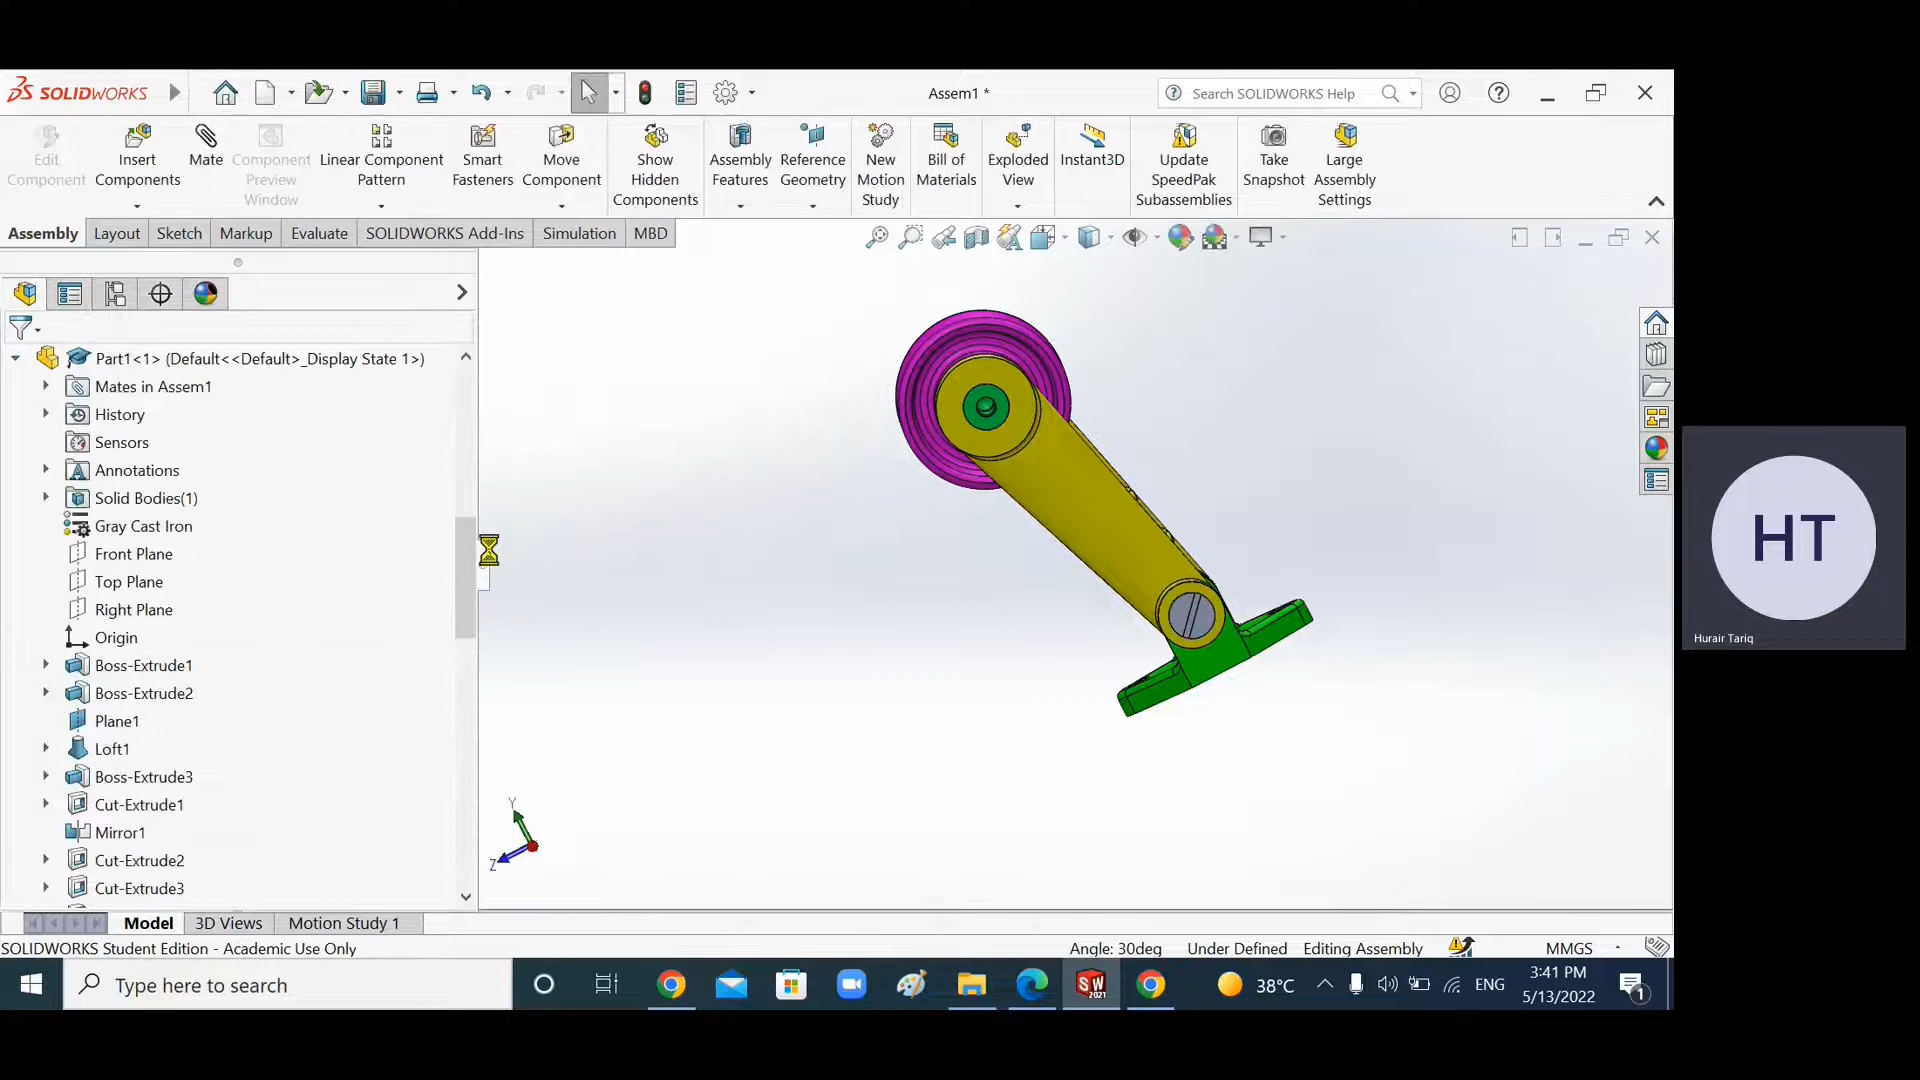 SOLIDWORKS
Assem1 *
Search SOLIDWORKS Help
Edit Component
Insert Components
Mate
Component Preview Window
Linear Component Pattern
Smart Fasteners
Move Component
Show Hidden Components
Assembly Features
Reference Geometry
New Motion Study
Bill of Materials
Exploded View
Instant3D
Update SpeedPak Subassemblies
Take Snapshot
Large Assembly Settings
Assembly
Layout
Sketch
Markup
Evaluate
SOLIDWORKS Add-Ins
Simulation
MBD
Part1<1> (Default<<Default>_Display State 1>)
Mates in Assem1
History
Sensors
Annotations
Solid Bodies(1)
Gray Cast Iron
Front Plane
Top Plane
Right Plane
Origin
Boss-Extrude1
Boss-Extrude2
Plane1
Loft1
Boss-Extrude3
Cut-Extrude1
Mirror1
Cut-Extrude2
Cut-Extrude3
Y
Z
HT
Hurair Tariq
Model
3D Views
Motion Study 1
SOLIDWORKS Student Edition - Academic Use Only
Angle: 30deg
Under Defined
Editing Assembly
MMGS
Type here to search
SW
2021
38°C
ENG
3:41 PM
5/13/2022
1